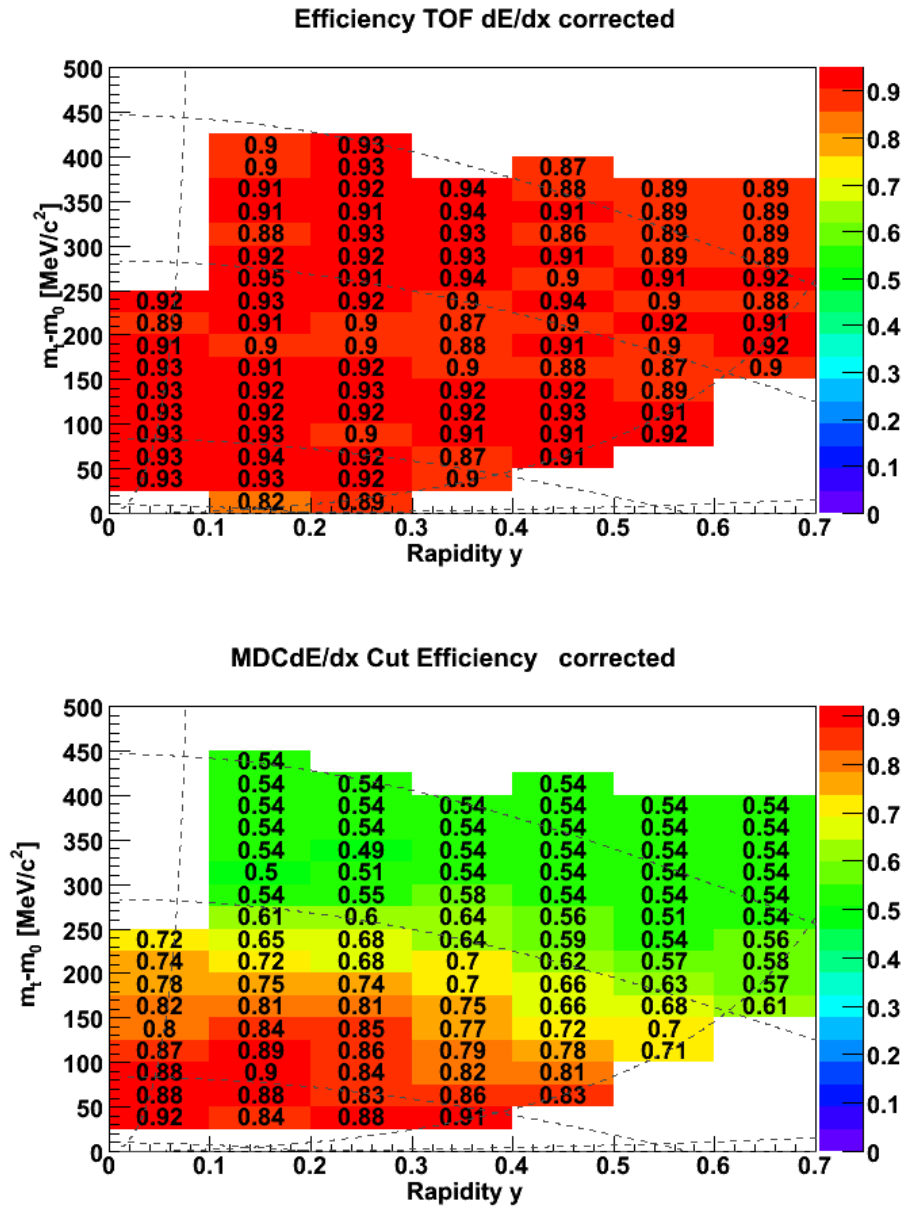 Efficiency TOF dE/dx corrected
500
450 0.9 0.93 0.9
400 0.9 0.93 0.87 0.8
0.91 0.92 0.94 0.88 0.89 0.89
350 0.91 0.91 0.94 0.91 0.89 0.89 0.7
0.88 0.93 0.93 0.86 0.89 0.89
300 0.92 0.92 0.93 0.91 0.89 0.89 0.6
0.95 0.91 0.94 0.9 0.91 0.92
250 0.92 0.93 0.92 0.9 0.94 0.9 0.88 0.5
0.89 0.91 0.9 0.87 0.9 0.92 0.91
200 0.91 0.9 0.9 0.88 0.91 0.9 0.92 0.4
0.93 0.91 0.92 0.9 0.88 0.87 0.9
150 0.93 0.92 0.92 0.92 0.92 0.89 0.3
0.93 0.92 0.92 0.92 0.93 0.91
100 0.93 0.93 0.9 0.91 0.91 0.92 0.2
0.93 0.94 0.92 0.87 0.91
50 0.93 0.93 0.92 0.9 0.1
0.82 0.89
0 0
0 0.1 0.2 0.3 0.4 0.5 0.6 0.7
Rapidity y
mt-m0 [MeV/c2]
MDCdE/dx Cut Efficiency corrected
500 0.9
450 0.54
0.54 0.54 0.54 0.8
400 0.54 0.54 0.54 0.54 0.54 0.54
0.54 0.54 0.54 0.54 0.54 0.54 0.7
350 0.54 0.49 0.54 0.54 0.54 0.54
0.5 0.51 0.54 0.54 0.54 0.54
300 0.54 0.55 0.58 0.54 0.54 0.54 0.6
0.61 0.6 0.64 0.56 0.51 0.54
250 0.72 0.65 0.68 0.64 0.59 0.54 0.56 0.5
0.74 0.72 0.68 0.7 0.62 0.57 0.58
200 0.78 0.75 0.74 0.7 0.66 0.63 0.57 0.4
0.82 0.81 0.81 0.75 0.66 0.68 0.61
150 0.8 0.84 0.85 0.77 0.72 0.7 0.3
0.87 0.89 0.86 0.79 0.78 0.71
100 0.88 0.9 0.84 0.82 0.81 0.2
0.88 0.88 0.83 0.86 0.83
50 0.92 0.84 0.88 0.91 0.1
0 0
0 0.1 0.2 0.3 0.4 0.5 0.6 0.7
Rapidity y
mt-m0 [MeV/c2]